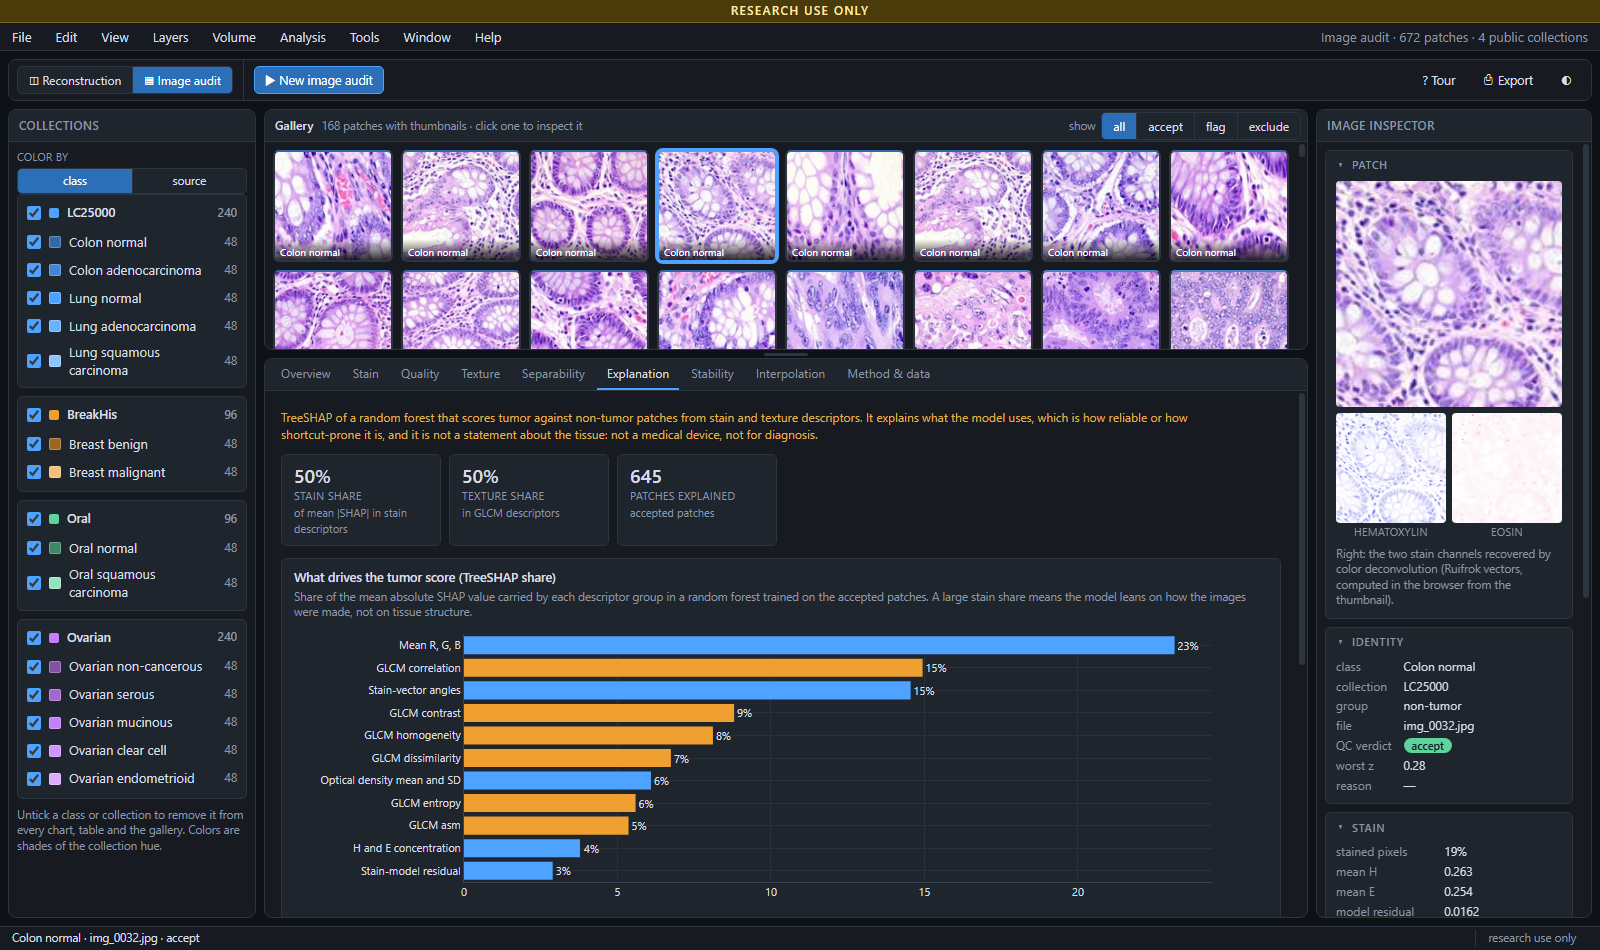 RESEARCH USE ONLY
File Edit View Layers Volume Analysis Tools Window Help
Image audit · 672 patches · 4 public collections
Reconstruction Image audit
New image audit
? Tour Export
COLLECTIONS
COLOR BY
class source
LC25000 240
Colon normal 48
Colon adenocarcinoma 48
Lung normal 48
Lung adenocarcinoma 48
Lung squamous
carcinoma 48
BreakHis 96
Breast benign 48
Breast malignant 48
Oral 96
Oral normal 48
Oral squamous
carcinoma 48
Ovarian 240
Ovarian non-cancerous 48
Ovarian serous 48
Ovarian mucinous 48
Ovarian clear cell 48
Ovarian endometrioid 48
Untick a class or collection to remove it from
every chart, table and the gallery. Colors are
shades of the collection hue.
Gallery 168 patches with thumbnails · click one to inspect it
show all accept flag exclude
Colon normal Colon normal Colon normal Colon normal Colon normal Colon normal Colon normal Colon normal
Overview Stain Quality Texture Separability Explanation Stability Interpolation Method & data
TreeSHAP of a random forest that scores tumor against non-tumor patches from stain and texture descriptors. It explains what the model uses, which is how reliable or how
shortcut-prone it is, and it is not a statement about the tissue: not a medical device, not for diagnosis.
50%
STAIN SHARE
of mean |SHAP| in stain
descriptors
50%
TEXTURE SHARE
in GLCM descriptors
645
PATCHES EXPLAINED
accepted patches
What drives the tumor score (TreeSHAP share)
Share of the mean absolute SHAP value carried by each descriptor group in a random forest trained on the accepted patches. A large stain share means the model leans on how the images
were made, not on tissue structure.
Mean R, G, B 23%
GLCM correlation 15%
Stain-vector angles 15%
GLCM contrast 9%
GLCM homogeneity 8%
GLCM dissimilarity 7%
Optical density mean and SD 6%
GLCM entropy 6%
GLCM asm 5%
H and E concentration 4%
Stain-model residual 3%
0 5 10 15 20
IMAGE INSPECTOR
PATCH
HEMATOXYLIN EOSIN
Right: the two stain channels recovered by
color deconvolution (Ruifrok vectors,
computed in the browser from the
thumbnail).
IDENTITY
class Colon normal
collection LC25000
group non-tumor
file img_0032.jpg
QC verdict accept
worst z 0.28
reason —
STAIN
stained pixels 19%
mean H 0.263
mean E 0.254
model residual 0.0162
Colon normal · img_0032.jpg · accept
research use only